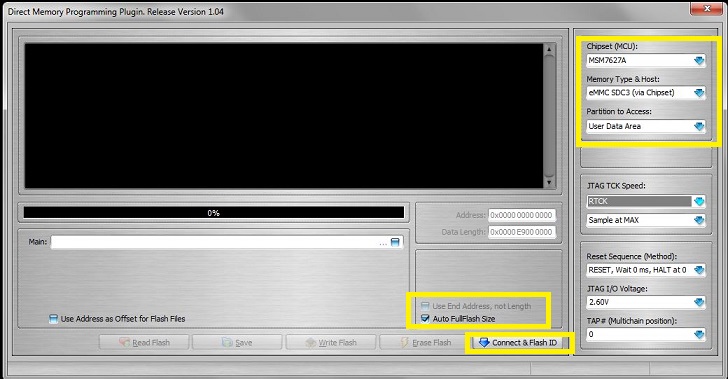 Direct Memory Programming Plugin. Release Version 1.04
x
Chipset (MCU):
MSM7627A
Memory Type & Host:
eMMC SDC3 (via Chipset)
Partition to Access:
User Data Area
JTAG TCK Speed:
RTCK
Sample at MAX
0%
Address: 0x0000 0000 0000
Data Length: 0x0000 E900 0000
Main: ...
Reset Sequence (Method):
RESET, Wait 0 ms, HALT at 0
JTAG I/O Voltage:
2.60V
TAP# (Multichain position):
0
Use End Address, not Length
Use Address as Offset for Flash Files
Auto FullFlash Size
Read Flash
Save
Write Flash
Erase Flash
Connect & Flash ID